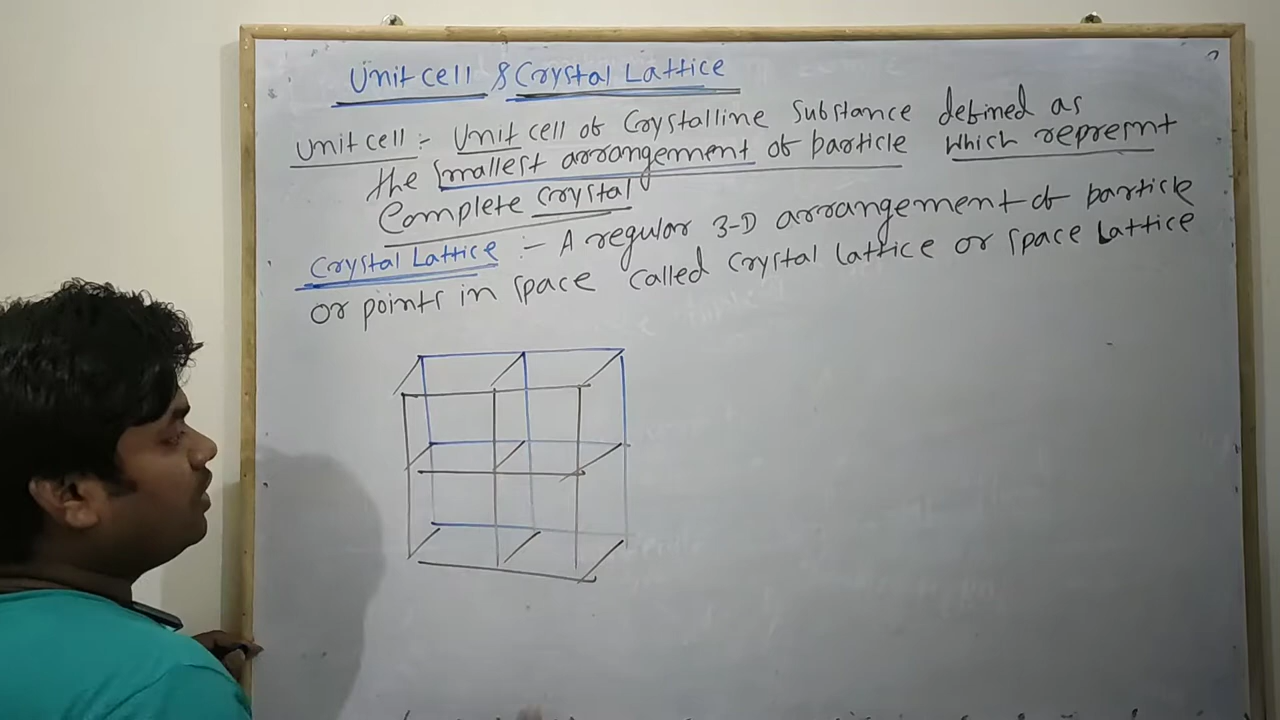 Unit cell & Crystal Lattice
Unit cell :- Unit cell of Crystalline Substance defined as
the smallest arrangement of particle which represnt
Complete crystal
Crystal Lattice :- A regular 3-D arrangement of particle
or points in space called Crystal lattice or space Lattice